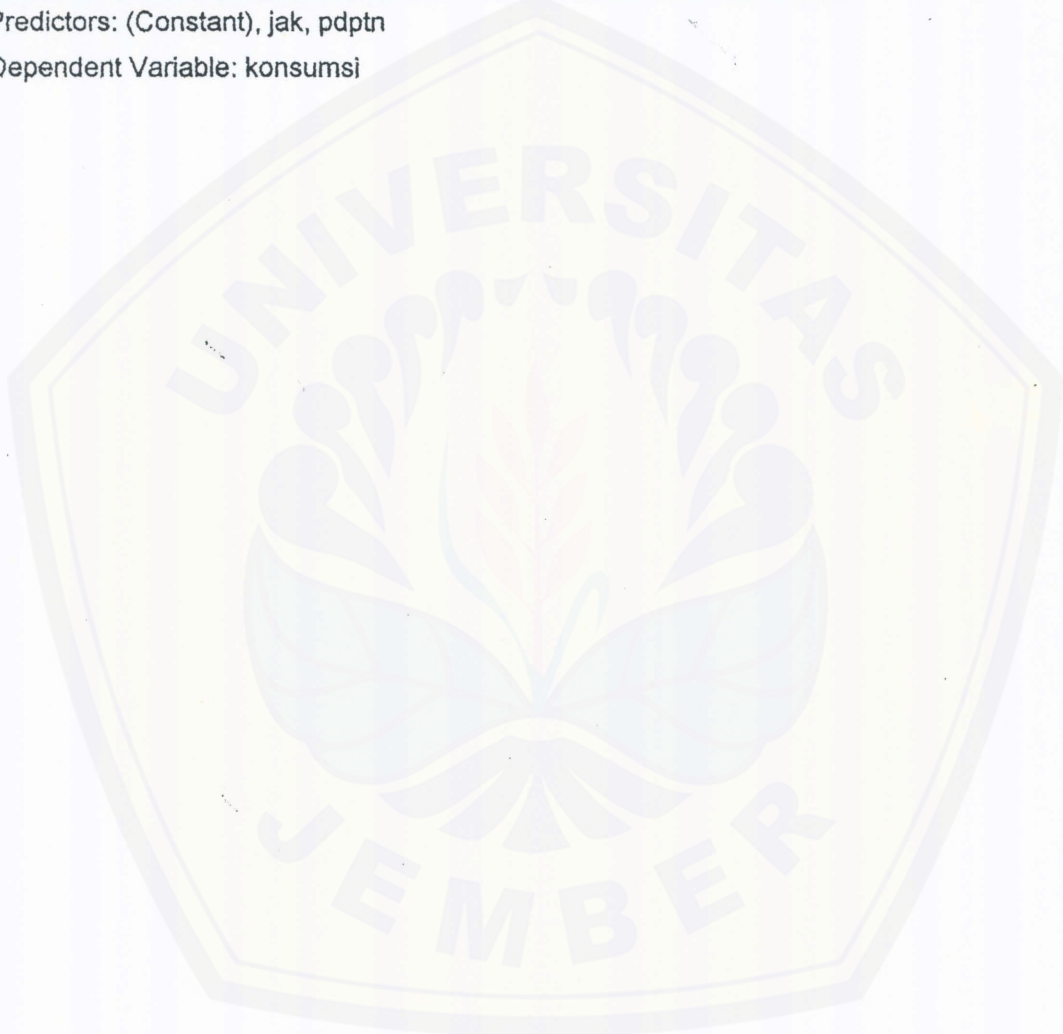 Predictors: (Constant), jak, pdptn
Dependent Variable: konsumsi
UNIVERSITAS
JEMBER